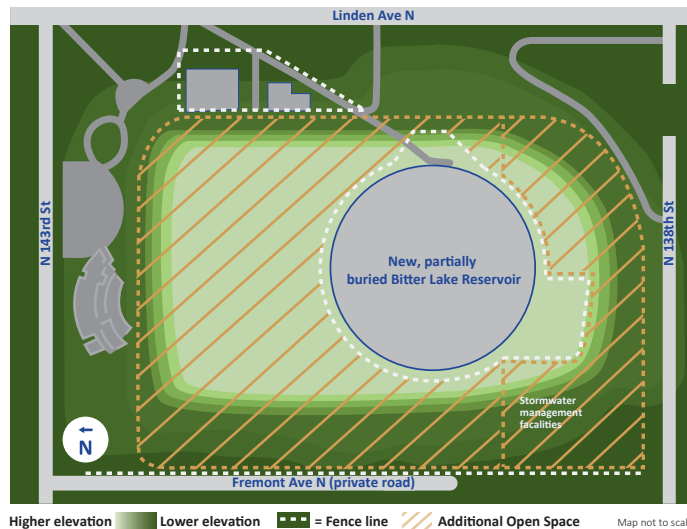 Linden Ave N
N 143rd St
N 138th St
New, partially
buried Bitter Lake Reservoir
Stormwater
management
facalities
N
Fremont Ave N (private road)
Higher elevation Lower elevation = Fence line Additional Open Space Map not to scal